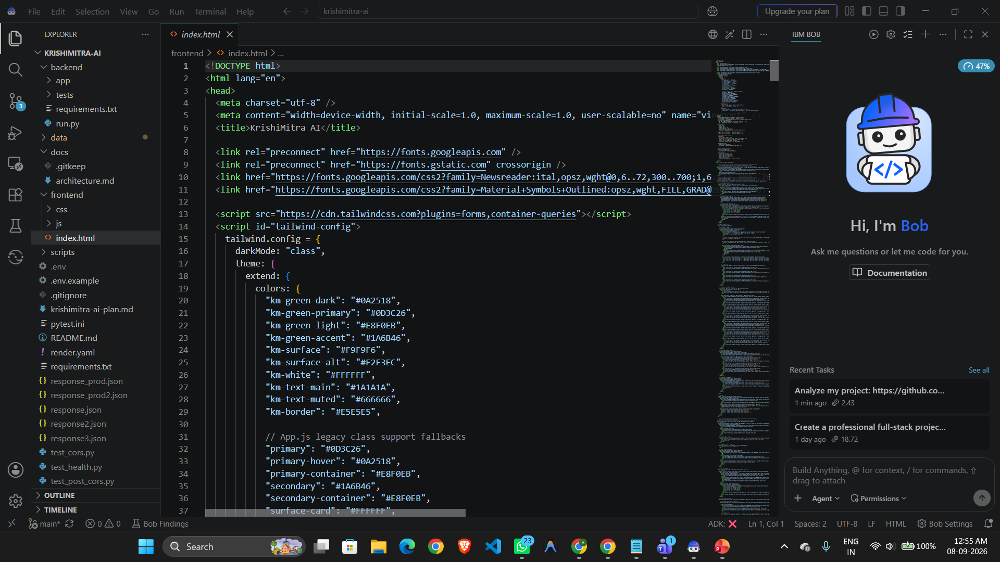 File Edit Selection View Go Run Terminal Help
krishimitra-ai
Upgrade your plan
EXPLORER
KRISHIMITRA-AI
backend
app
tests
requirements.txt
run.py
data
docs
.gitkeep
architecture.md
frontend
css
js
index.html
scripts
.env
.env.example
.gitignore
krishimitra-ai-plan.md
pytest.ini
README.md
render.yaml
requirements.txt
response_prod.json
response_prod2.json
response.json
response2.json
response3.json
test_cors.py
test_health.py
test_post_cors.py
OUTLINE
TIMELINE
index.html
frontend > index.html > ...
1 <!DOCTYPE html>
2 <html lang="en">
3 <head>
4 <meta charset="utf-8" />
5 <meta content="width=device-width, initial-scale=1.0, maximum-scale=1.0, user-scalable=no" name="viewport" />
6 <title>KrishiMitra AI</title>
7
8 <link rel="preconnect" href="https://fonts.googleapis.com" />
9 <link rel="preconnect" href="https://fonts.gstatic.com" crossorigin />
10 <link href="https://fonts.googleapis.com/css2?family=Newsreader:ital,opsz,wght@0,6..72,300..700;1,6
11 <link href="https://fonts.googleapis.com/css2?family=Material+Symbols+Outlined:opsz,wght,FILL,GRAD@
12
13 <script src="https://cdn.tailwindcss.com?plugins=forms,container-queries"></script>
14 <script id="tailwind-config">
15 tailwind.config = {
16 darkMode: "class",
17 theme: {
18 extend: {
19 colors: {
20 "km-green-dark": "#0A2518",
21 "km-green-primary": "#0D3C26",
22 "km-green-light": "#E8F0EB",
23 "km-green-accent": "#1A6B46",
24 "km-surface": "#F9F9F6",
25 "km-surface-alt": "#F2F3EC",
26 "km-white": "#FFFFFF",
27 "km-text-main": "#1A1A1A",
28 "km-text-muted": "#666666",
29 "km-border": "#E5E5E5",
30
31 // App.js legacy class support fallbacks
32 "primary": "#0D3C26",
33 "primary-hover": "#0A2518",
34 "primary-container": "#E8F0EB",
35 "secondary": "#1A6B46",
36 "secondary-container": "#E8F0EB",
37 "surface-card": "#FFFFFF",
IBM BOB
47%
Hi, I'm Bob
Ask me questions or let me code for you.
Documentation
Recent Tasks See all
Analyze my project: https://github.co...
1 min ago 2.43
Create a professional full-stack projec...
1 day ago 18.72
Build Anything, @ for context, / for commands, ⇧
drag to attach
Agent Permissions
3
main* 0 0 Bob Findings
ADK: ❌ Ln 1, Col 1 Spaces: 2 UTF-8 LF HTML Bob Settings
Search
23
A
1
ENG
IN
100%
12:55 AM
08-09-2026